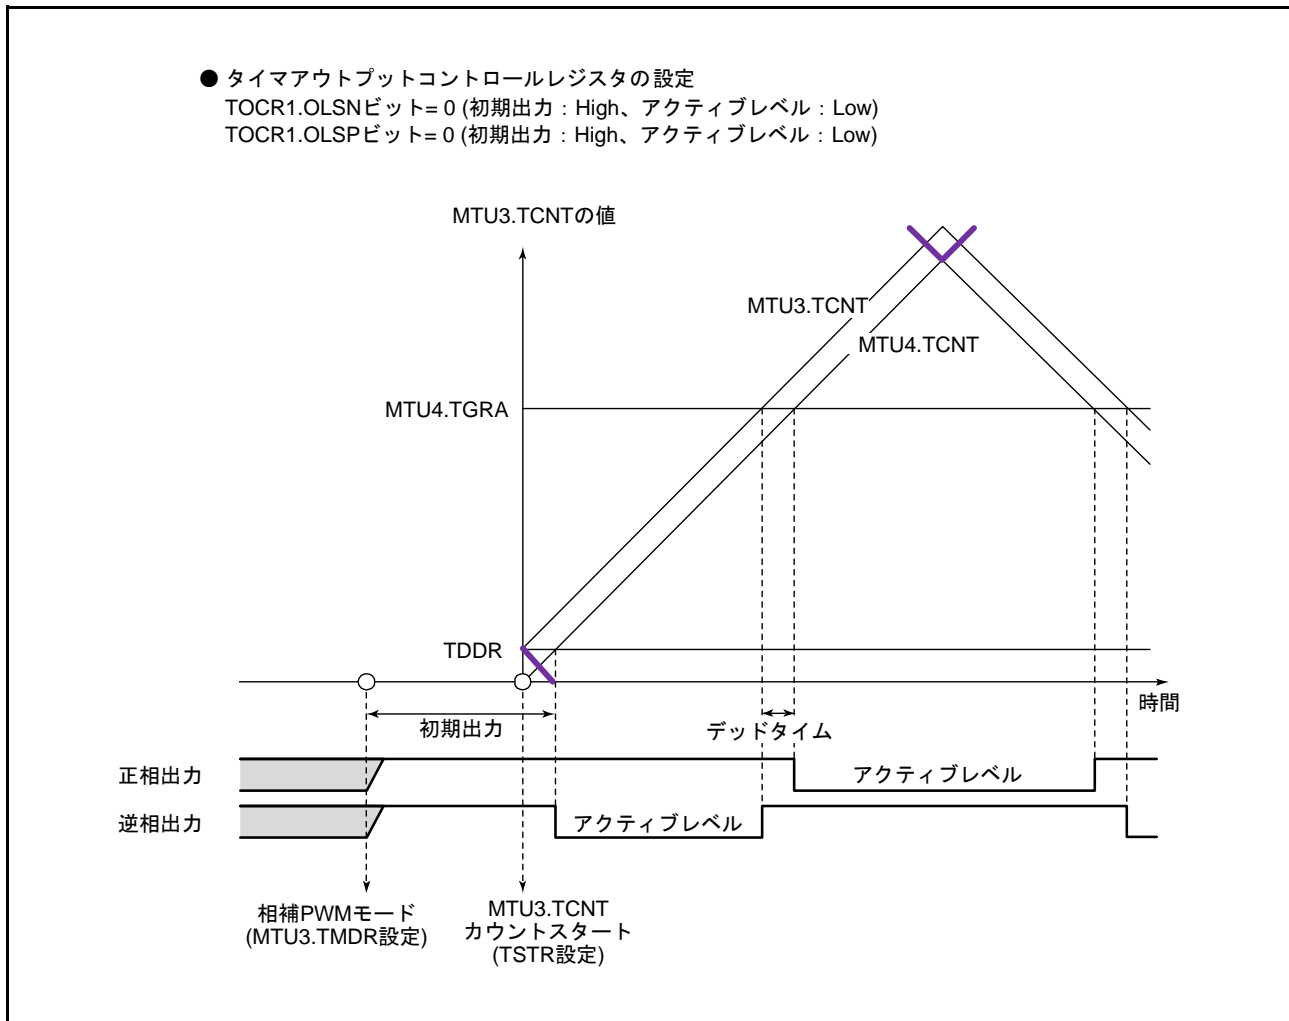 ● タイマアウトプットコントロールレジスタの設定
TOCR1.OLSNビット= 0 (初期出力：High、アクティブレベル：Low)
TOCR1.OLSPビット= 0 (初期出力：High、アクティブレベル：Low)
MTU3.TCNTの値
MTU3.TCNT
MTU4.TCNT
MTU4.TGRA
TDDR
時間
初期出力
デッドタイム
正相出力
アクティブレベル
逆相出力
アクティブレベル
相補PWMモード
(MTU3.TMDR設定)
MTU3.TCNT
カウントスタート
(TSTR設定)